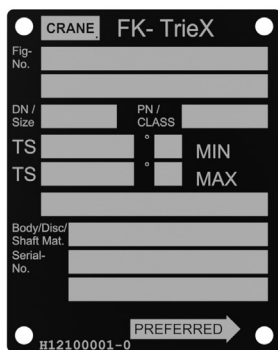 CRANE. FK- TrieX
Fig-
No.
DN / PN /
Size CLASS
TS ° MIN
TS ° MAX
Body/Disc/
Shaft Mat.
Serial-
No.
PREFERRED
H12100001-0